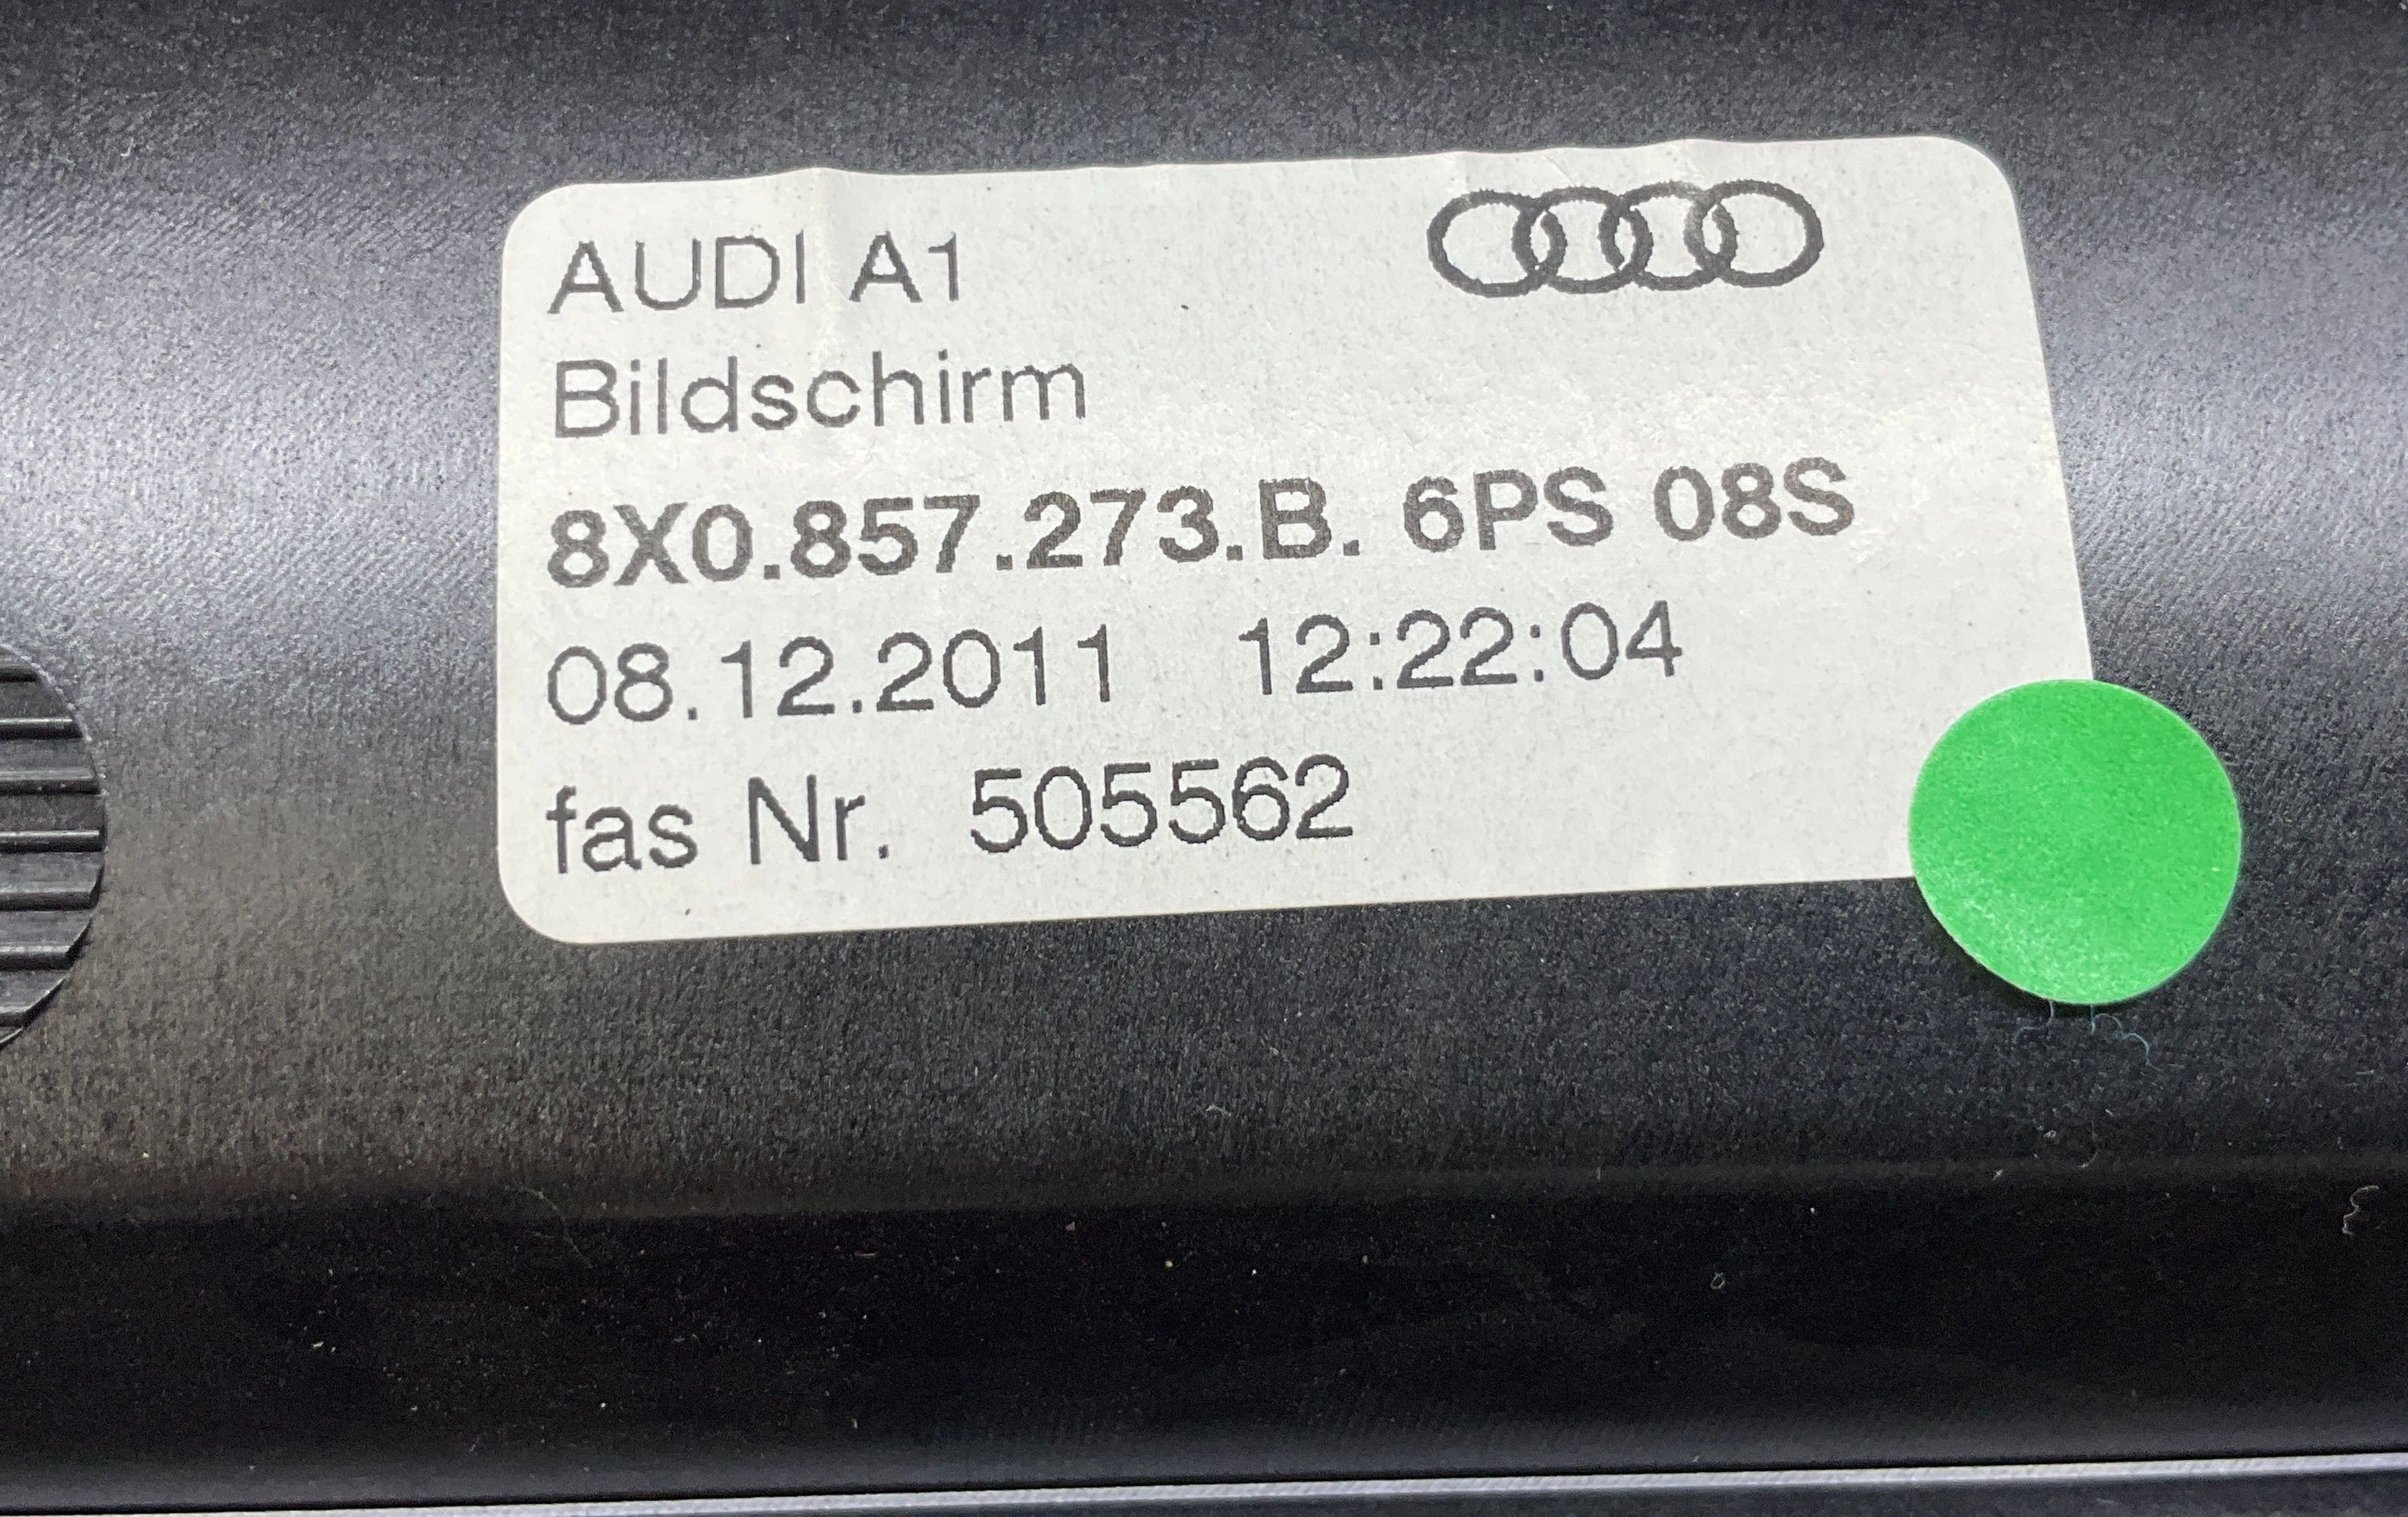 AUDI A1
Bildschirm
8X0.857.273.B. 6PS 08S
08.12.2011 12:22:04
fas Nr. 505562